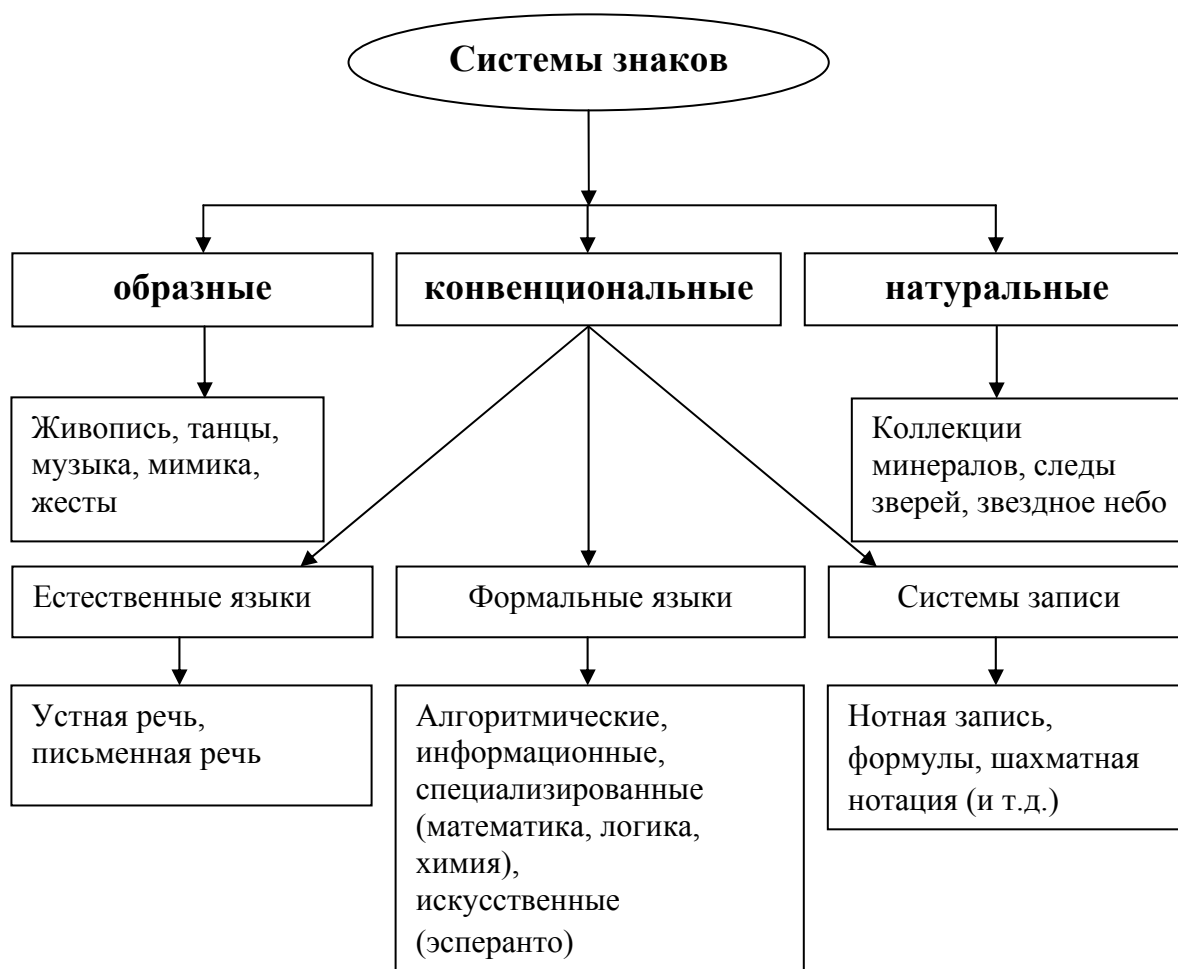 Системы знаков
образные
конвенциональные
натуральные
Живопись, танцы,
музыка, мимика,
жесты
Коллекции
минералов, следы
зверей, звездное небо
Естественные языки
Формальные языки
Системы записи
Устная речь,
письменная речь
Алгоритмические,
информационные,
специализированные
(математика, логика,
химия),
искусственные
(эсперанто)
Нотная запись,
формулы, шахматная
нотация (и т.д.)